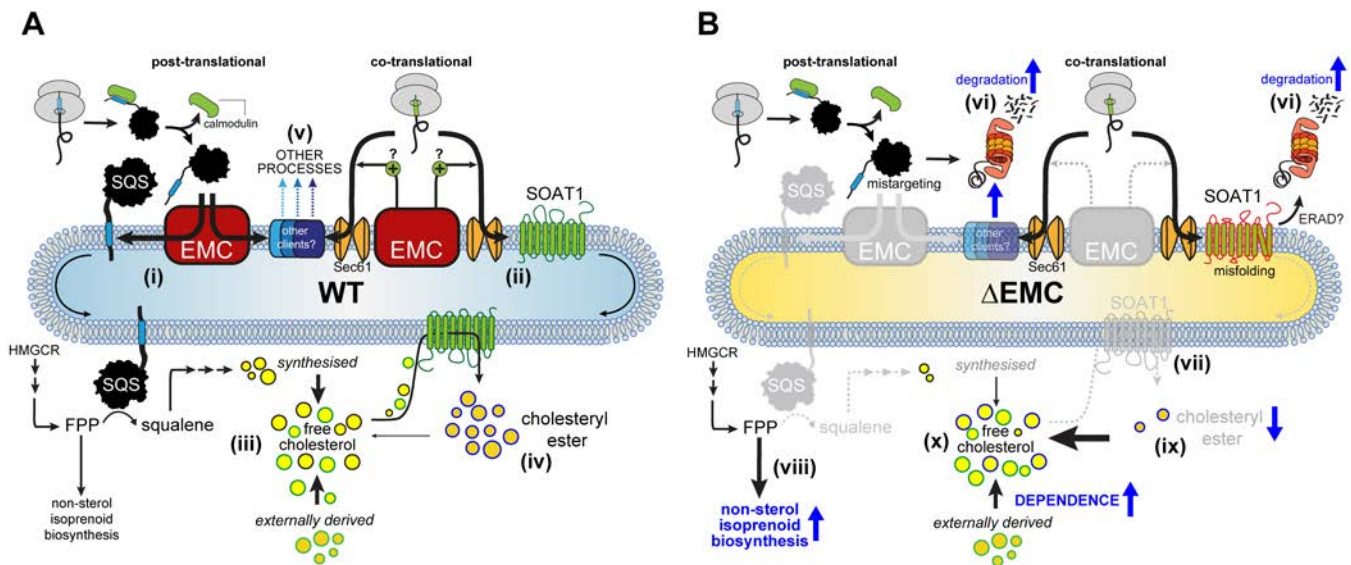 A
post-translational
co-translational
calmodulin
(v)
OTHER
PROCESSES
?
?
+
+
SQS
SOAT1
EMC
other
clients?
EMC
Sec61
(i)
WT
(ii)
HMGCR
SQS
synthesised
FPP
squalene
(iii)
free
cholesterol
cholesteryl
ester
(iv)
non-sterol
isoprenoid
biosynthesis
externally derived
B
post-translational
co-translational
degradation
(vi)
degradation
(vi)
SQS
mistargeting
SOAT1
ERAD?
EMC
other
clients?
EMC
Sec61
misfolding
ΔEMC
SOAT1
HMGCR
SQS
synthesised
(vii)
FPP
squalene
(x)
free
cholesterol
(ix)
cholesteryl
ester
(viii)
DEPENDENCE
non-sterol
isoprenoid
biosynthesis
externally derived